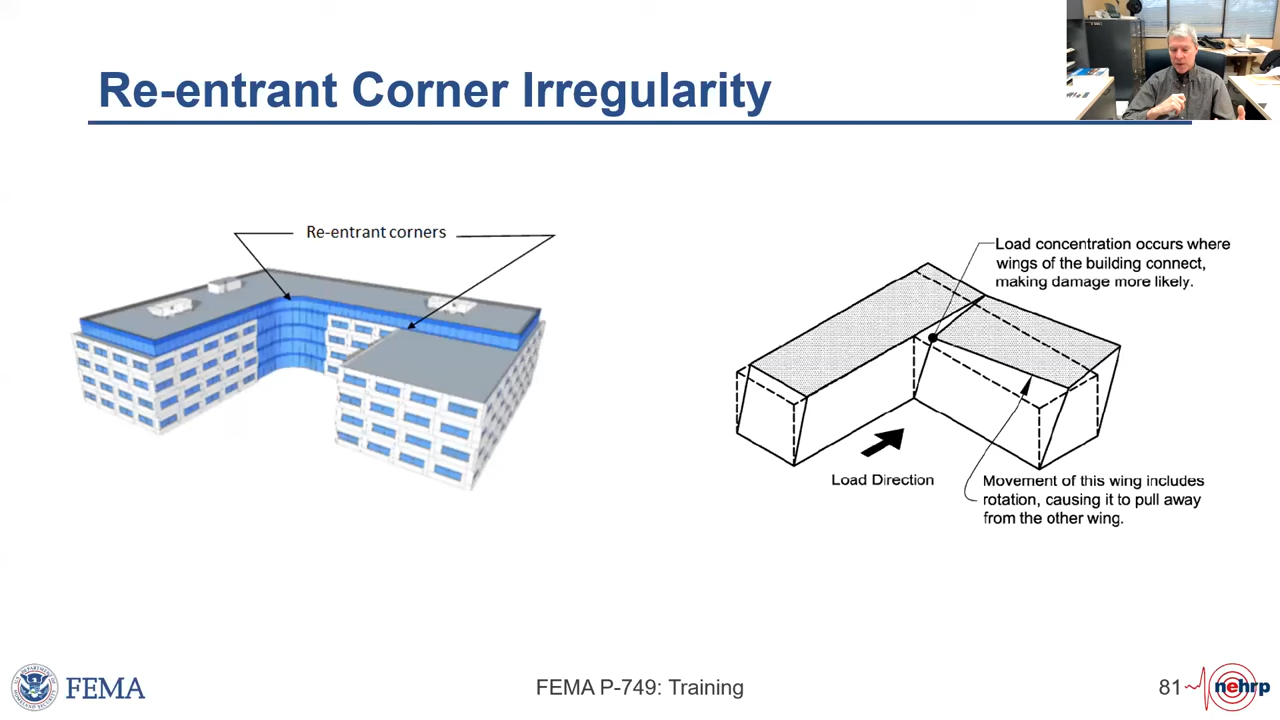 Re-entrant Corner Irregularity
Re-entrant corners
Load concentration occurs where
wings of the building connect,
making damage more likely.
Load Direction
Movement of this wing includes
rotation, causing it to pull away
from the other wing.
FEMA
FEMA P-749: Training
81
nehrp